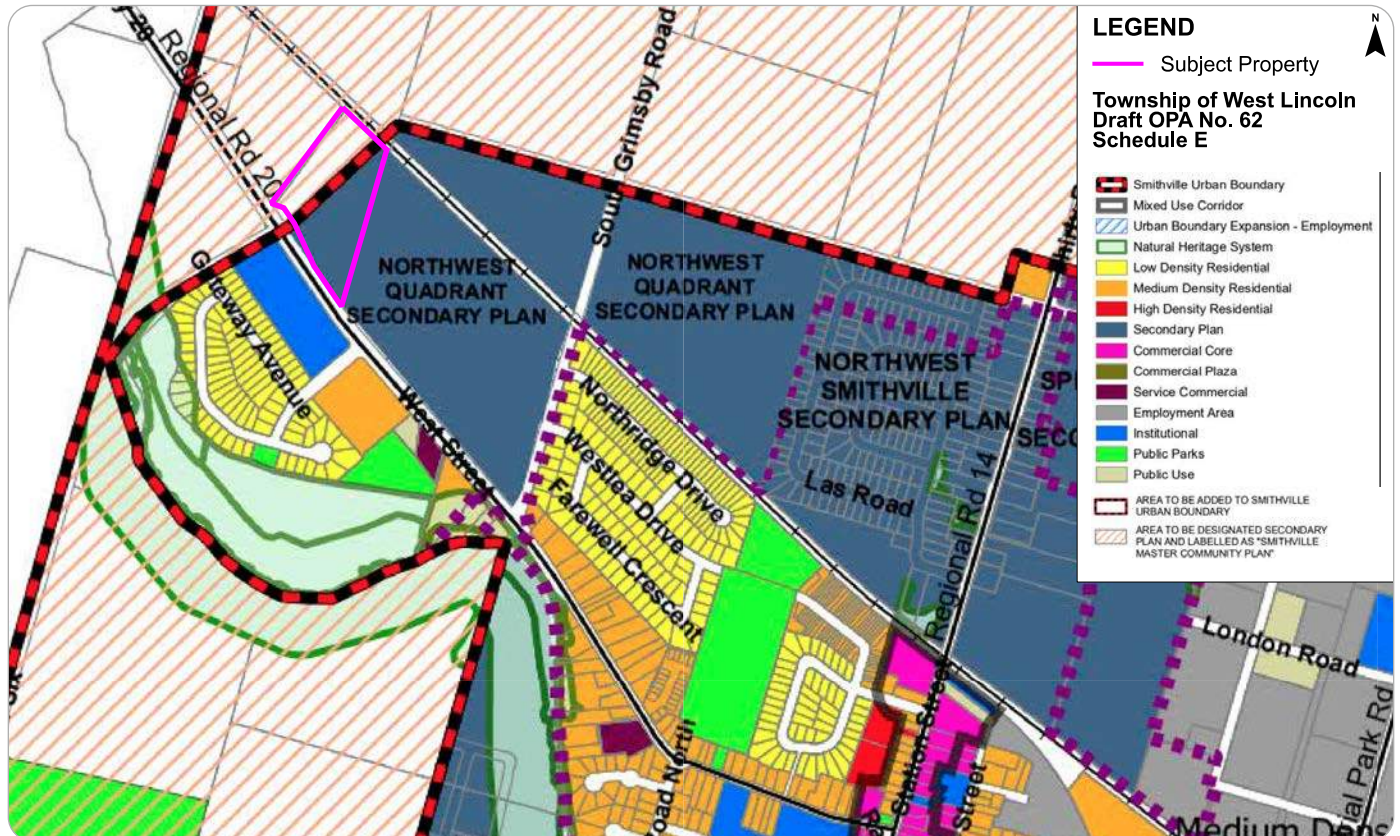 LEGEND
N
Subject Property
Township of West Lincoln
Draft OPA No. 62
Schedule E
Smithville Urban Boundary
Mixed Use Corridor
Urban Boundary Expansion - Employment
Natural Heritage System
Low Density Residential
Medium Density Residential
High Density Residential
Secondary Plan
Commercial Core
Commercial Plaza
Service Commercial
Employment Area
Institutional
Public Parks
Public Use
AREA TO BE ADDED TO SMITHVILLE
URBAN BOUNDARY
AREA TO BE DESIGNATED SECONDARY
PLAN AND LABELLED AS "SMITHVILLE
MASTER COMMUNITY PLAN"
Regional Rd 20
South Grimsby Road
NORTHWEST
QUADRANT
SECONDARY PLAN
NORTHWEST
QUADRANT
SECONDARY PLAN
NORTHWEST
SMITHVILLE
SECONDARY PLAN
Gateway Avenue
West Street
Northridge Drive
Westlea Drive
Farewell Crescent
Las Road
Regional Rd 14
London Road
Station Street
Street